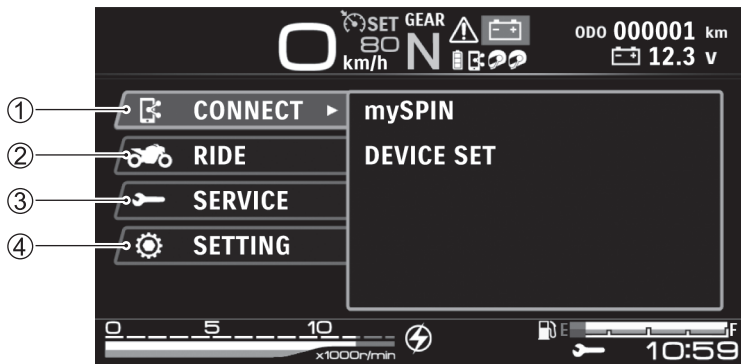 SET GEAR
ODO 000001 km
0 80 km/h N
12.3 V
① CONNECT
mySPIN
② RIDE
DEVICE SET
③ SERVICE
④ SETTING
0 5 10
x1000r/min
E F
10:59